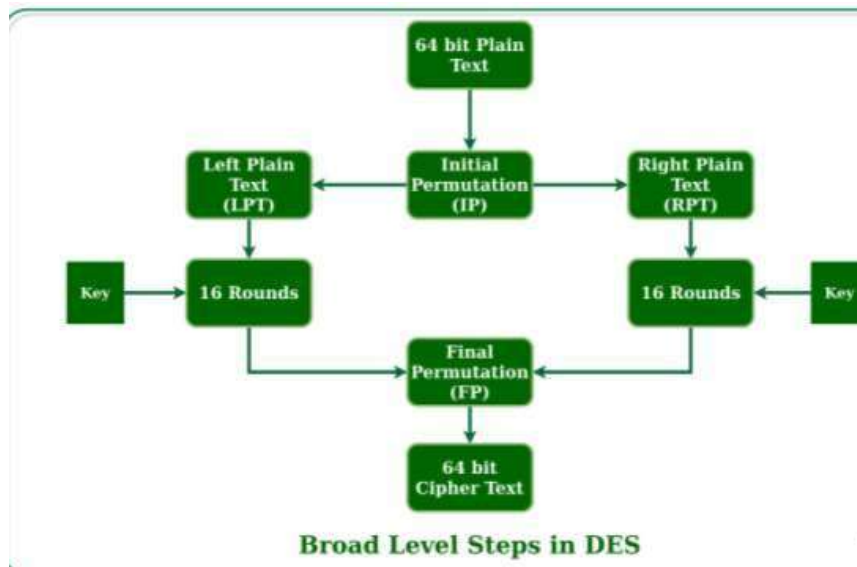 64 bit Plain
Text
Left Plain
Text
(LPT)
Initial
Permutation
(IP)
Right Plain
Text
(RPT)
Key
16 Rounds
16 Rounds
Key
Final
Permutation
(FP)
64 bit
Cipher Text
Broad Level Steps in DES